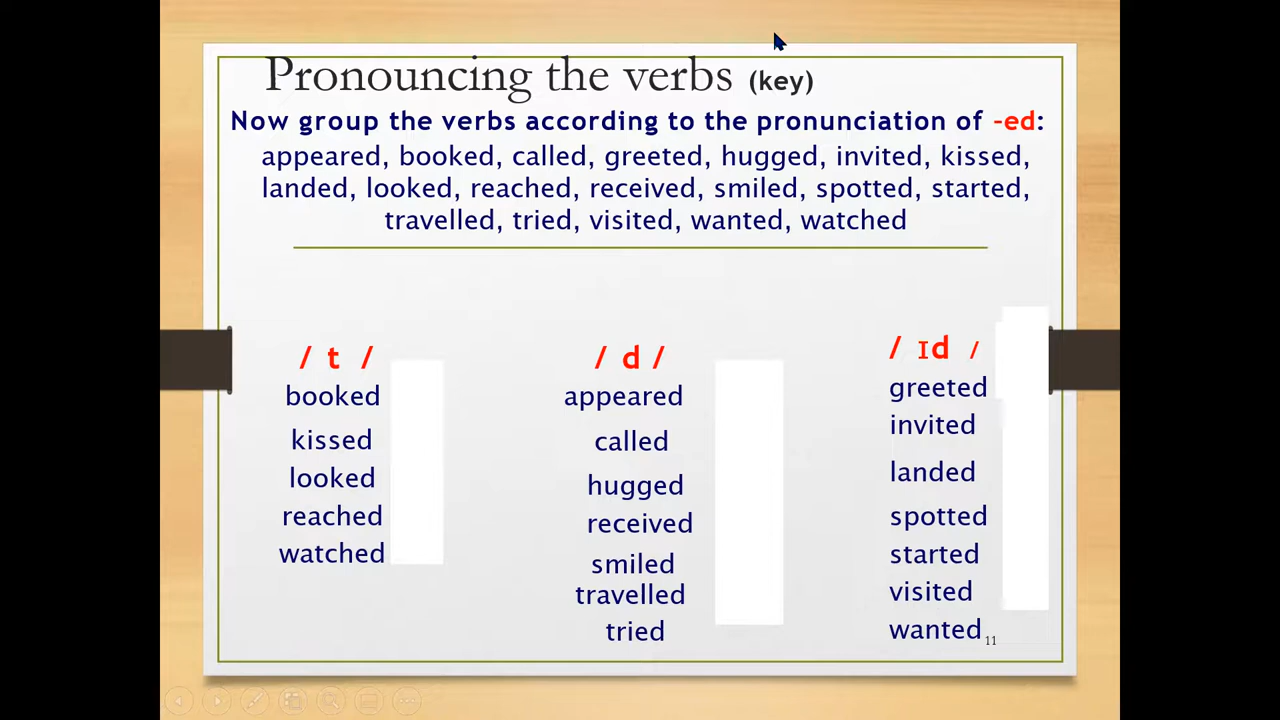 Pronouncing the verbs (key)
Now group the verbs according to the pronunciation of -ed:
appeared, booked, called, greeted, hugged, invited, kissed,
landed, looked, reached, received, smiled, spotted, started,
travelled, tried, visited, wanted, watched
/ t /
booked
kissed
looked
reached
watched
/ d /
appeared
called
hugged
received
smiled
travelled
tried
/ ɪd /
greeted
invited
landed
spotted
started
visited
wanted
11